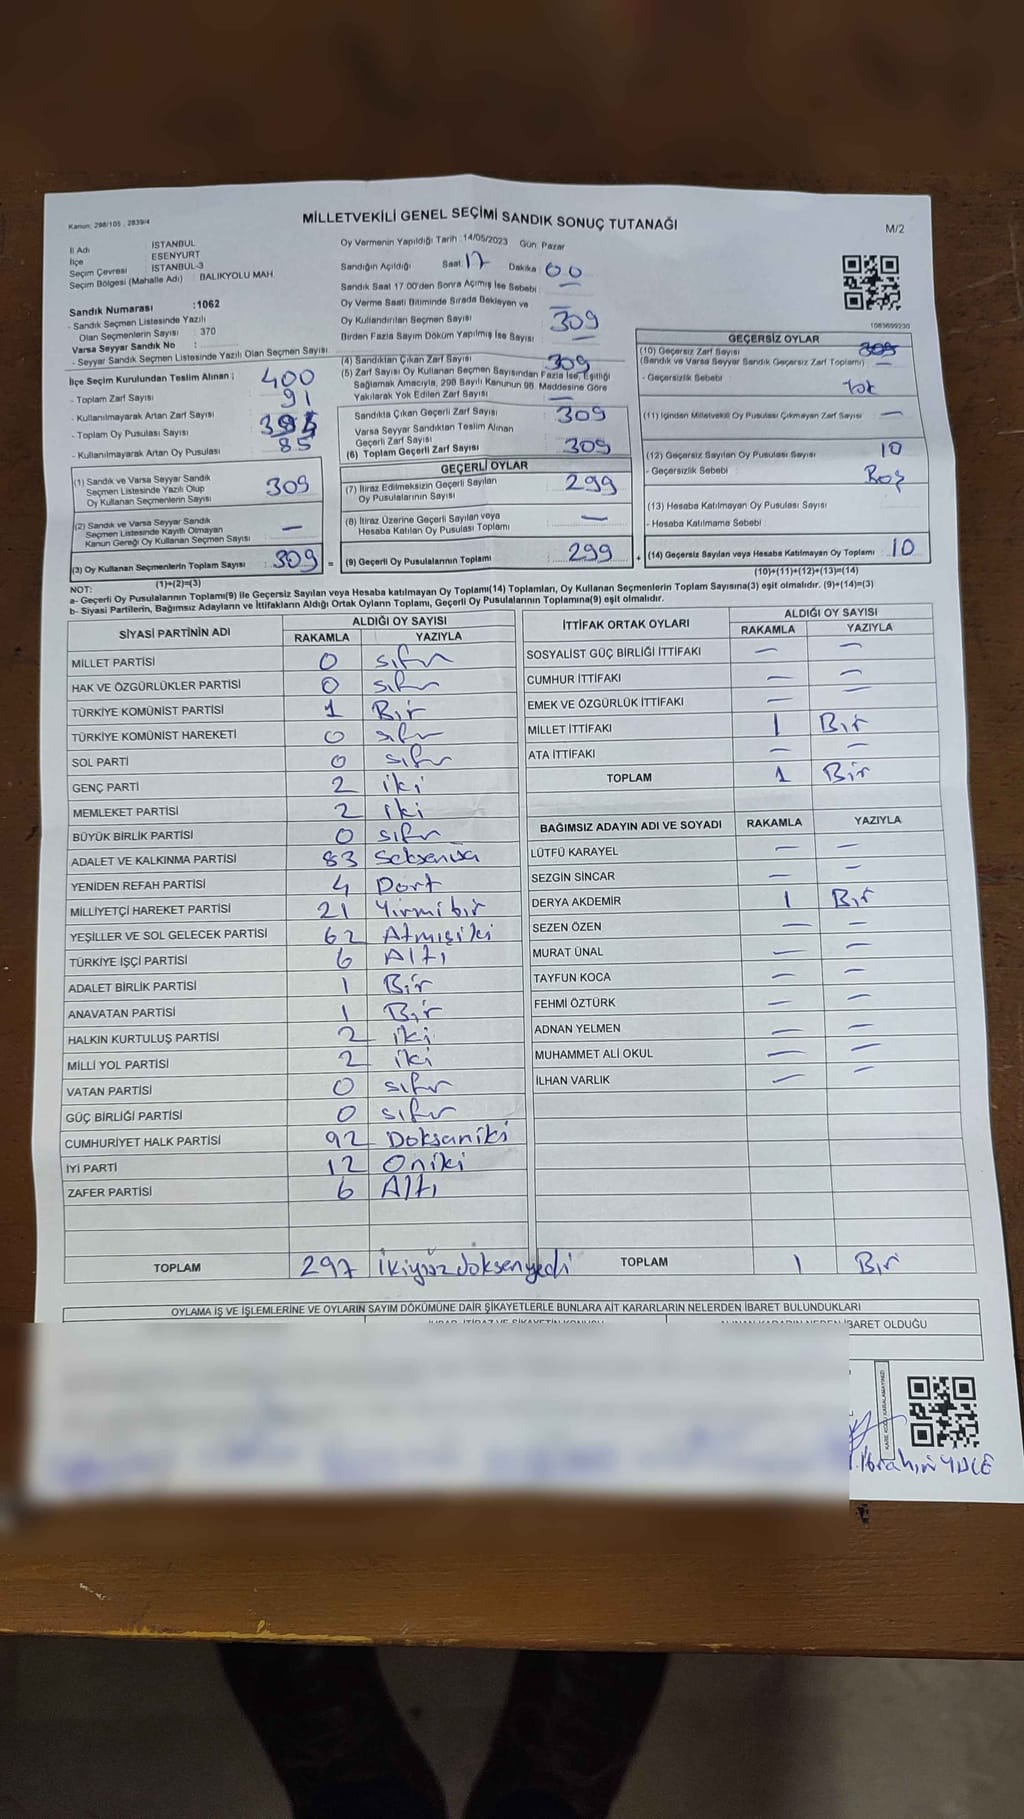 Kanun: 298/105 , 2839/4
MİLLETVEKİLİ GENEL SEÇİMİ SANDIK SONUÇ TUTANAĞI
M/2
İl Adı : İSTANBUL
İlçe : ESENYURT
Seçim Çevresi : İSTANBUL-3
Seçim Bölgesi (Mahalle Adı) : BALIKYOLU MAH.
Sandık Numarası :1062
- Sandık Seçmen Listesinde Yazılı
Olan Seçmenlerin Sayısı : 370
Varsa Seyyar Sandık No :
- Seyyar Sandık Seçmen Listesinde Yazılı Olan Seçmen Sayısı
İlçe Seçim Kurulundan Teslim Alınan ; 400
- Toplam Zarf Sayısı
- Kullanılmayarak Artan Zarf Sayısı : 91
- Toplam Oy Pusulası Sayısı
- Kullanılmayarak Artan Oy Pusulası : 85
Oy Vermenin Yapıldığı Tarih : 14/05/2023 Gün: Pazar
Sandığın Açıldığı Saat 17 Dakika : 00
Sandık Saat 17:00'den Sonra Açmış İse Sebebi : —
Oy Verme Saati Bitiminde Sırada Bekleyen ve
Oy Kullandırılan Seçmen Sayısı : 309
Birden Fazla Sayım Döküm Yapılmış İse Sayısı : —
(4) Sandıktan Çıkan Zarf Sayısı : 309
(5) Zarf Sayısı Oy Kullanan Seçmen Sayısından Fazla İse, Eşitliği
Sağlamak Amacıyla, 298 Sayılı Kanunun 98. Maddesine Göre
Yakılarak Yok Edilen Zarf Sayısı : —
Sandıkta Çıkan Geçerli Zarf Sayısı : 309
Varsa Seyyar Sandıktan Teslim Alınan
Geçerli Zarf Sayısı
(6) Toplam Geçerli Zarf Sayısı : 309
1083699230
GEÇERSİZ OYLAR
(10) Geçersiz Zarf Sayısı 309
(Sandık ve Varsa Seyyar Sandık Geçersiz Zarf Toplamı) : —
- Geçersizlik Sebebi : Yok
(11) İçinden Milletvekili Oy Pusulası Çıkmayan Zarf Sayısı : —
(12) Geçersiz Sayılan Oy Pusulası Sayısı : 10
- Geçersizlik Sebebi : Boş
(13) Hesaba Katılmayan Oy Pusulası Sayısı :
- Hesaba Katılmama Sebebi :
(14) Geçersiz Sayılan veya Hesaba Katılmayan Oy Toplamı : 10
(10)+(11)+(12)+(13)=(14)
(1) Sandık ve Varsa Seyyar Sandık
Seçmen Listesinde Yazılı Olup
Oy Kullanan Seçmenlerin Sayısı : 309
(2) Sandık ve Varsa Seyyar Sandık
Seçmen Listesinde Kayıtlı Olmayan
Kanun Gereği Oy Kullanan Seçmen Sayısı : —
(3) Oy Kullanan Seçmenlerin Toplam Sayısı : 309 =
(1)+(2)=(3)
GEÇERLİ OYLAR
(7) İtiraz Edilmeksizin Geçerli Sayılan
Oy Pusulalarının Sayısı : 299
(8) İtiraz Üzerine Geçerli Sayılan veya
Hesaba Katılan Oy Pusulası Toplamı : —
(9) Geçerli Oy Pusulalarının Toplamı : 299 +
NOT:
a- Geçerli Oy Pusulasının Toplamı(9) ile Geçersiz Sayılan veya Hesaba katılmayan Oy Toplamı(14) Toplamları, Oy Kullanan Seçmenlerin Toplam Sayısına(3) eşit olmalıdır. (9)+(14)=(3)
b- Siyasi Partilerin, Bağımsız Adayların ve İttifakların Aldığı Ortak Oyların Toplamı, Geçerli Oy Pusulalarının Toplamına(9) eşit olmalıdır.
SİYASİ PARTİNİN ADI ALDIĞI OY SAYISI
RAKAMLA YAZIYLA
MİLLET PARTİSİ 0 sıfır
HAK VE ÖZGÜRLÜKLER PARTİSİ 0 sıfır
TÜRKİYE KOMÜNİST PARTİSİ 1 Bir
TÜRKİYE KOMÜNİST HAREKETİ 0 sıfır
SOL PARTİ 0 sıfır
GENÇ PARTİ 2 iki
MEMLEKET PARTİSİ 2 iki
BÜYÜK BİRLİK PARTİSİ 0 sıfır
ADALET VE KALKINMA PARTİSİ 83
YENİDEN REFAH PARTİSİ 4 Dört
MİLLİYETÇİ HAREKET PARTİSİ 21 Yirmibir
YEŞİLLER VE SOL GELECEK PARTİSİ 62 Atmışiki
TÜRKİYE İŞÇİ PARTİSİ 6 Altı
ADALET BİRLİK PARTİSİ 1 Bir
ANAVATAN PARTİSİ 1 Bir
HALKIN KURTULUŞ PARTİSİ 2 iki
MİLLİ YOL PARTİSİ 2 iki
VATAN PARTİSİ 0 sıfır
GÜÇ BİRLİĞİ PARTİSİ 0 sıfır
CUMHURİYET HALK PARTİSİ 92 Doksaniki
İYİ PARTİ 12 Oniki
ZAFER PARTİSİ 6 Altı
TOPLAM 297 ikiyüzdoksenyedi
İTTİFAK ORTAK OYLARI ALDIĞI OY SAYISI
RAKAMLA YAZIYLA
SOSYALİST GÜÇ BİRLİĞİ İTTİFAKI — —
CUMHUR İTTİFAKI — —
EMEK VE ÖZGÜRLÜK İTTİFAKI — —
MİLLET İTTİFAKI 1 Bir
ATA İTTİFAKI — —
TOPLAM 1 Bir
BAĞIMSIZ ADAYIN ADI VE SOYADI RAKAMLA YAZIYLA
LÜTFÜ KARAYEL — —
SEZGİN SİNCAR — —
DERYA AKDEMİR 1 Bir
SEZEN ÖZEN — —
MURAT ÜNAL — —
TAYFUN KOCA — —
FEHMİ ÖZTÜRK — —
ADNAN YELMEN — —
MUHAMMET ALİ OKUL — —
İLHAN VARLIK — —
TOPLAM 1 Bir
OYLAMA İŞ VE İŞLEMLERİNE VE OYLARIN SAYIM DÖKÜMÜNE DAİR ŞİKAYETLERLE BUNLARA AİT KARARLARIN NELERDEN İBARET BULUNDUKLARI
İBARET OLDUĞU
KARE KODU KARALAMAYINIZ!